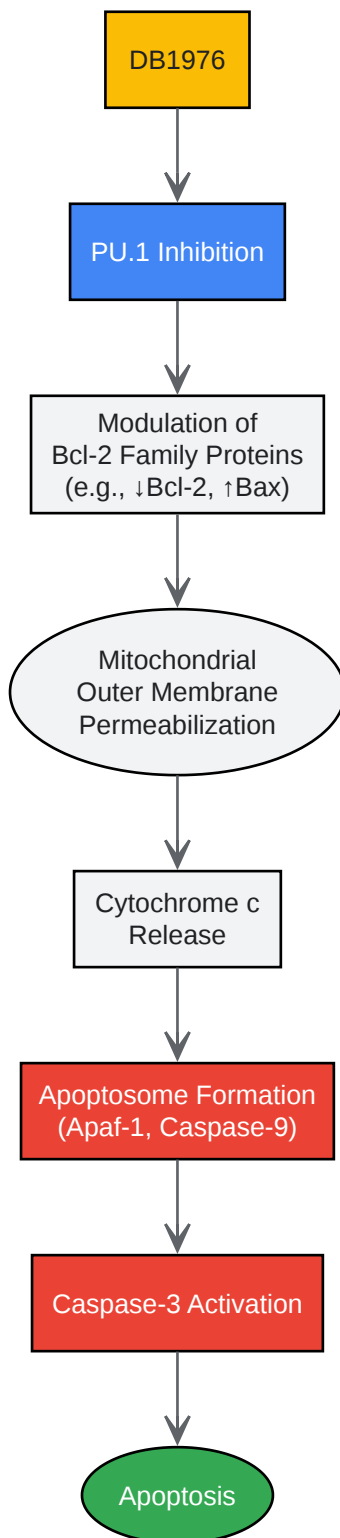 DB1976
PU.1 Inhibition
Modulation of
Bcl-2 Family Proteins
(e.g., ↓Bcl-2, ↑Bax)
Mitochondrial
Outer Membrane
Permeabilization
Cytochrome c
Release
Apoptosome Formation
(Apaf-1, Caspase-9)
Caspase-3 Activation
Apoptosis